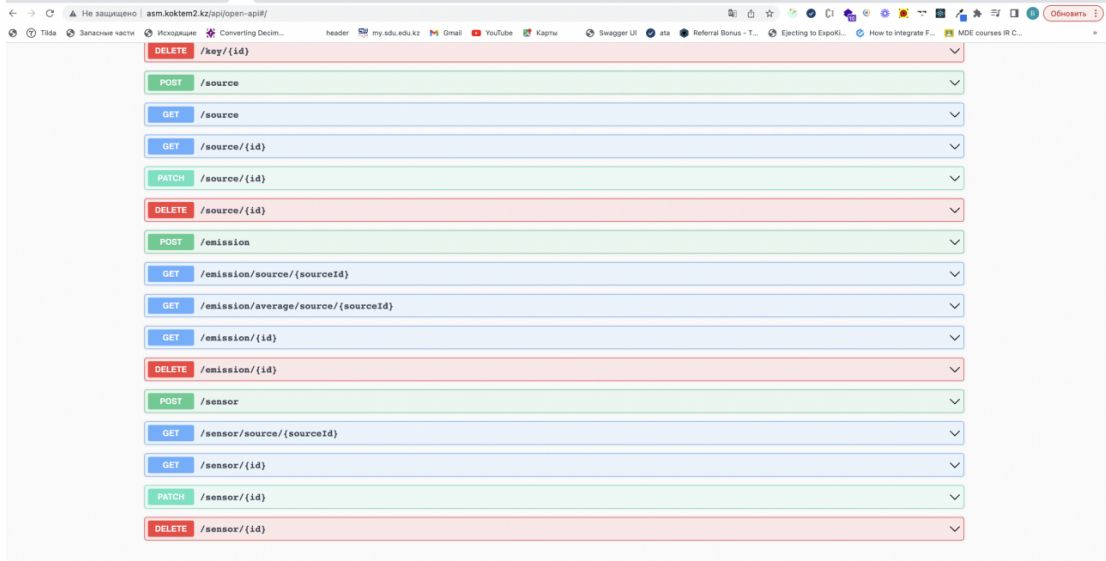 Не защищено | asm.koktem2.kz/api/open-api#/
Обновить
Tilda Запасные части Исходящие Converting Decim... header my.sdu.edu.kz Gmail YouTube Карты Swagger UI ata Referral Bonus - T... Ejecting to ExpoKi... How to integrate F... MDE courses IR C... »
DELETE /key/{id}
POST /source
GET /source
GET /source/{id}
PATCH /source/{id}
DELETE /source/{id}
POST /emission
GET /emission/source/{sourceId}
GET /emission/average/source/{sourceId}
GET /emission/{id}
DELETE /emission/{id}
POST /sensor
GET /sensor/source/{sourceId}
GET /sensor/{id}
PATCH /sensor/{id}
DELETE /sensor/{id}